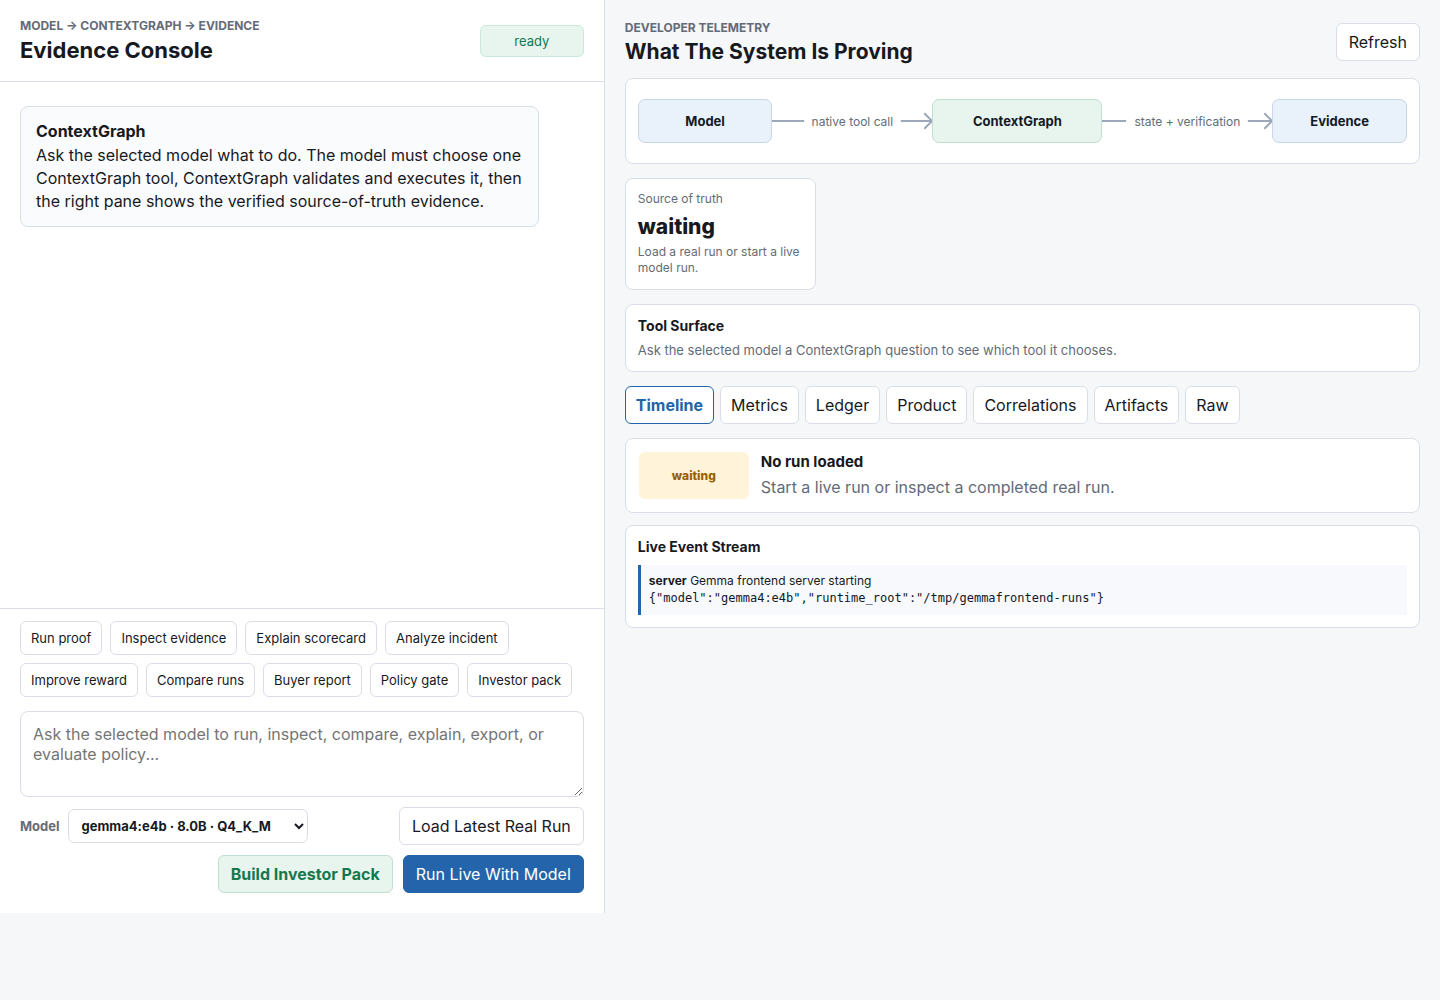 MODEL → CONTEXTGRAPH → EVIDENCE
Evidence Console
ready
ContextGraph
Ask the selected model what to do. The model must choose one
ContextGraph tool, ContextGraph validates and executes it, then
the right pane shows the verified source-of-truth evidence.
Run proof
Inspect evidence
Explain scorecard
Analyze incident
Improve reward
Compare runs
Buyer report
Policy gate
Investor pack
Ask the selected model to run, inspect, compare, explain, export, or
evaluate policy...
Model
gemma4:e4b · 8.0B · Q4_K_M
Load Latest Real Run
Build Investor Pack
Run Live With Model
DEVELOPER TELEMETRY
What The System Is Proving
Refresh
Model
native tool call
ContextGraph
state + verification
Evidence
Source of truth
waiting
Load a real run or start a live
model run.
Tool Surface
Ask the selected model a ContextGraph question to see which tool it chooses.
Timeline
Metrics
Ledger
Product
Correlations
Artifacts
Raw
waiting
No run loaded
Start a live run or inspect a completed real run.
Live Event Stream
server Gemma frontend server starting
{"model":"gemma4:e4b","runtime_root":"/tmp/gemmafrontend-runs"}